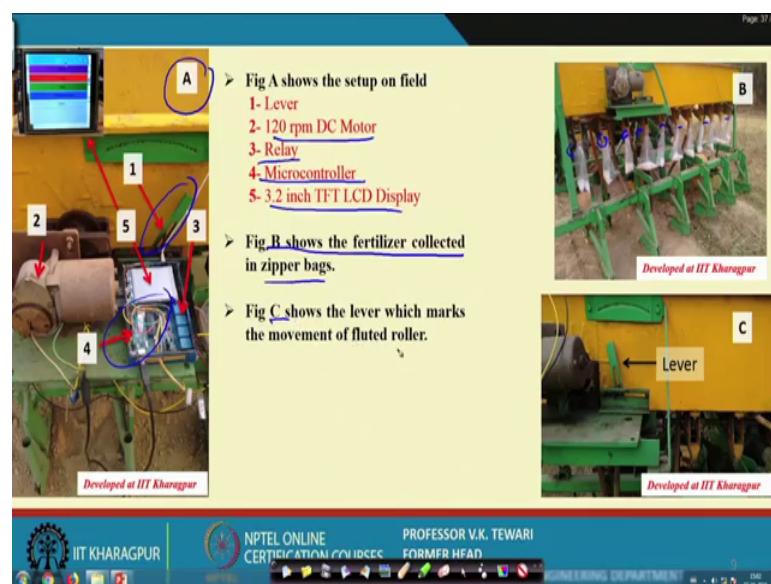 Page: 37 /
A
1
2
5
3
4
Developed at IIT Kharagpur
➢ Fig A shows the setup on field
1- Lever
2- 120 rpm DC Motor
3- Relay
4- Microcontroller
5- 3.2 inch TFT LCD Display
➢ Fig B shows the fertilizer collected
in zipper bags.
➢ Fig C shows the lever which marks
the movement of fluted roller.
B
Developed at IIT Kharagpur
C
Lever
Developed at IIT Kharagpur
9
IIT KHARAGPUR
NPTEL ONLINE
CERTIFICATION COURSES
PROFESSOR V.K. TEWARI
FORMER HEAD
ENGINEERING DEPARTMENT